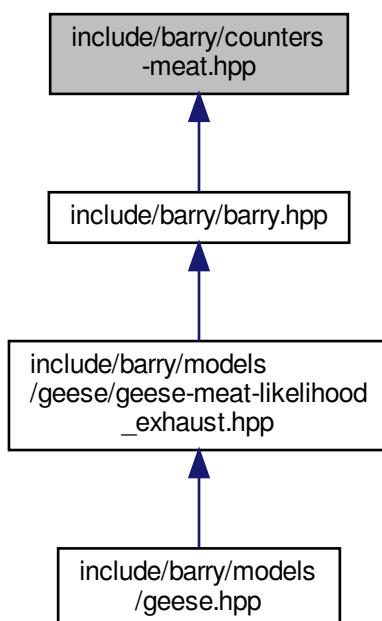 include/barry/counters
-meat.hpp
include/barry/barry.hpp
include/barry/models
/geese/geese-meat-likelihood
_exhaust.hpp
include/barry/models
/geese.hpp